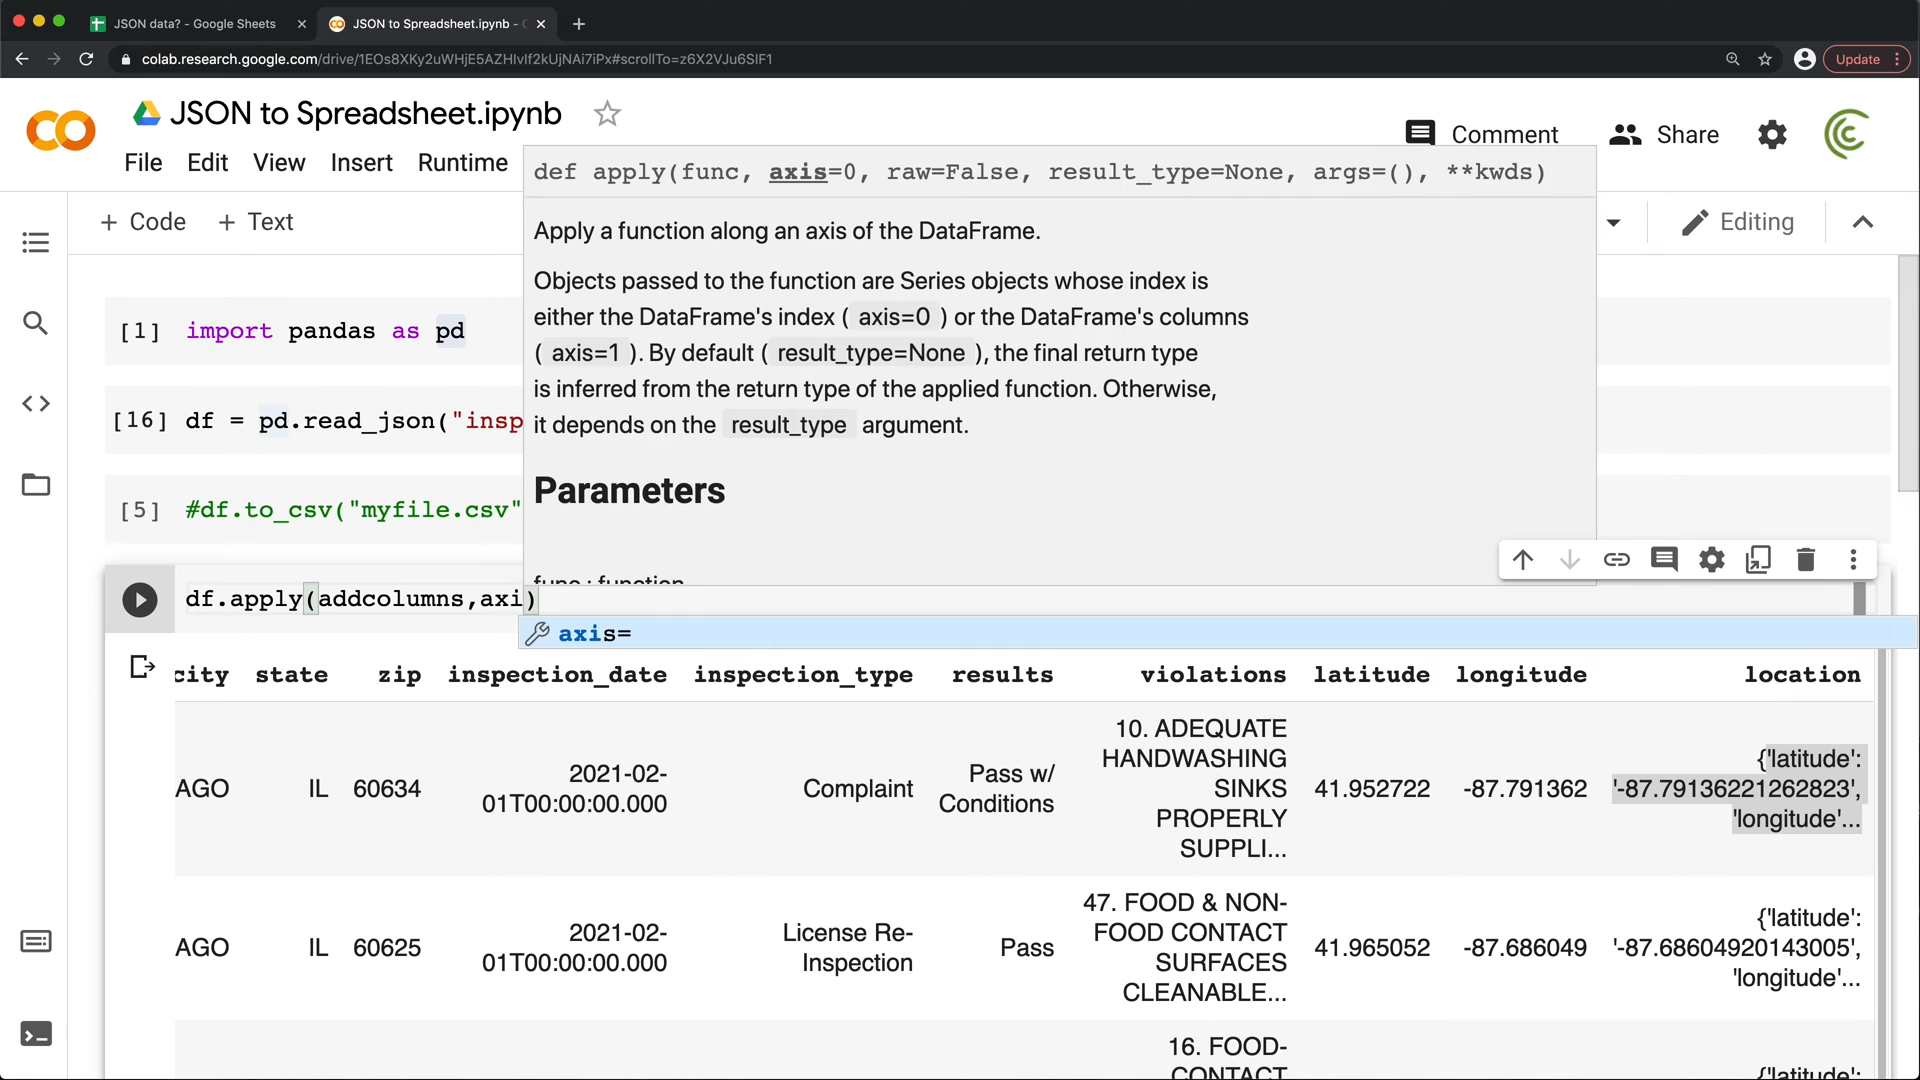 JSON data? - Google Sheets
JSON to Spreadsheet.ipynb -
colab.research.google.com/drive/1EOs8XKy2uWHjE5AZHIvIf2kUjNAi7iPx#scrollTo=z6X2VJu6SIF1
Update
JSON to Spreadsheet.ipynb
Comment
Share
File Edit View Insert Runtime
+ Code + Text
Editing
def apply(func, axis=0, raw=False, result_type=None, args=(), **kwds)
Apply a function along an axis of the DataFrame.
Objects passed to the function are Series objects whose index is
either the DataFrame's index ( axis=0 ) or the DataFrame's columns
( axis=1 ). By default ( result_type=None ), the final return type
is inferred from the return type of the applied function. Otherwise,
it depends on the result_type argument.
Parameters
func : function
[1] import pandas as pd
[16] df = pd.read_json("insp
[5] #df.to_csv("myfile.csv"
df.apply(addcolumns,axi)
axis=
city state zip inspection_date inspection_type results violations latitude longitude location
AGO IL 60634
2021-02-
01T00:00:00.000
Complaint
Pass w/
Conditions
10. ADEQUATE
HANDWASHING
SINKS
PROPERLY
SUPPLI...
41.952722 -87.791362
{'latitude':
'-87.79136221262823',
'longitude'...
AGO IL 60625
2021-02-
01T00:00:00.000
License Re-
Inspection
Pass
47. FOOD & NON-
FOOD CONTACT
SURFACES
CLEANABLE...
41.965052 -87.686049
{'latitude':
'-87.68604920143005',
'longitude'...
16. FOOD-
CONTACT
{'latitude':